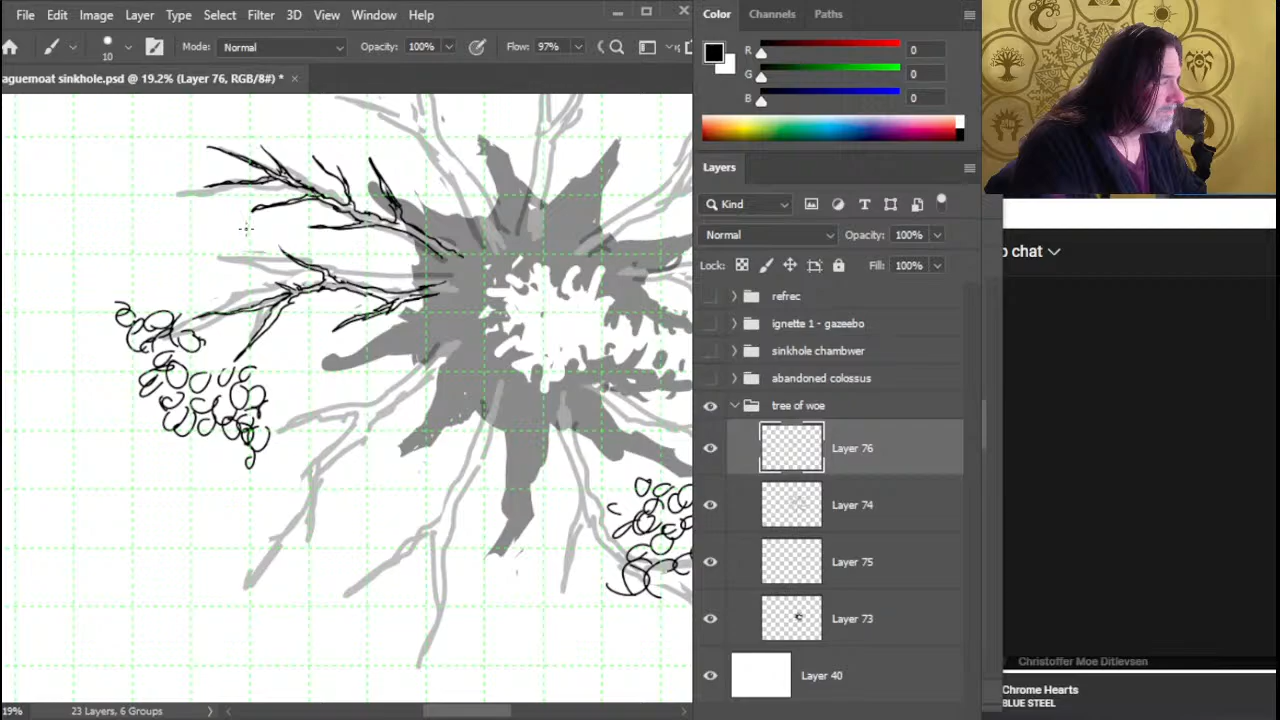 File Edit Image Layer Type Select Filter 3D View Window Help
10 Mode: Normal Opacity: 100% Flow: 97%
aguemoat sinkhole.psd @ 19.2% (Layer 76, RGB/8#) * ×
Color Channels Paths
R 0
G 0
B 0
Layers
Kind
Normal Opacity: 100%
Lock: Fill: 100%
refrec
ignette 1 - gazeebo
sinkhole chambwer
abandoned colossus
tree of woe
Layer 76
Layer 74
Layer 75
Layer 73
Layer 40
19% 23 Layers, 6 Groups
chat
Christoffer Moe Ditlevsen
Chrome Hearts
BLUE STEEL